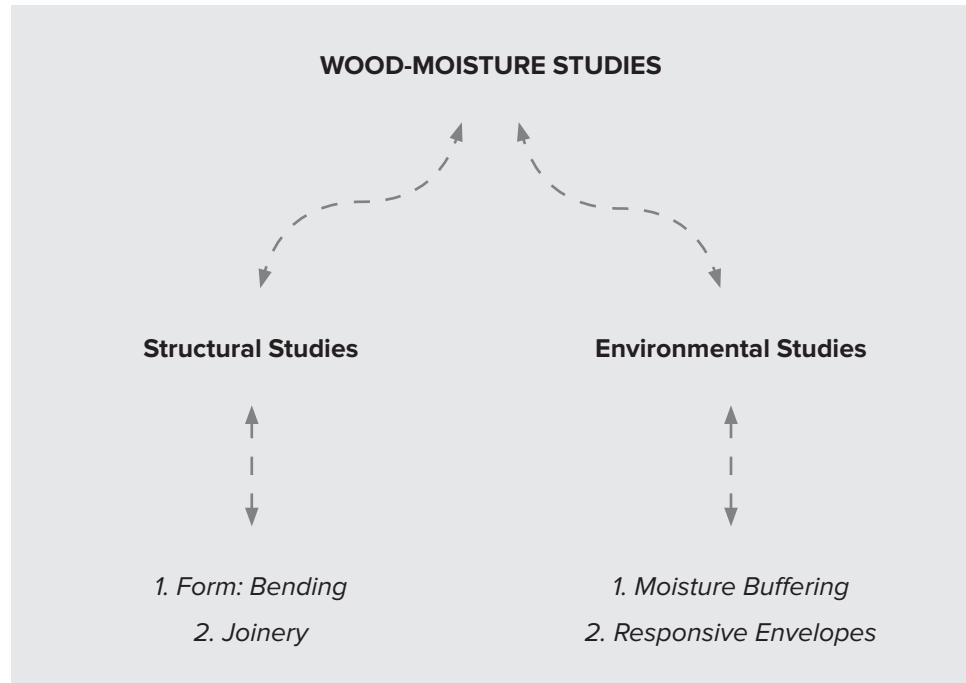 WOOD-MOISTURE STUDIES
Structural Studies
Environmental Studies
1. Form: Bending
2. Joinery
1. Moisture Buffering
2. Responsive Envelopes